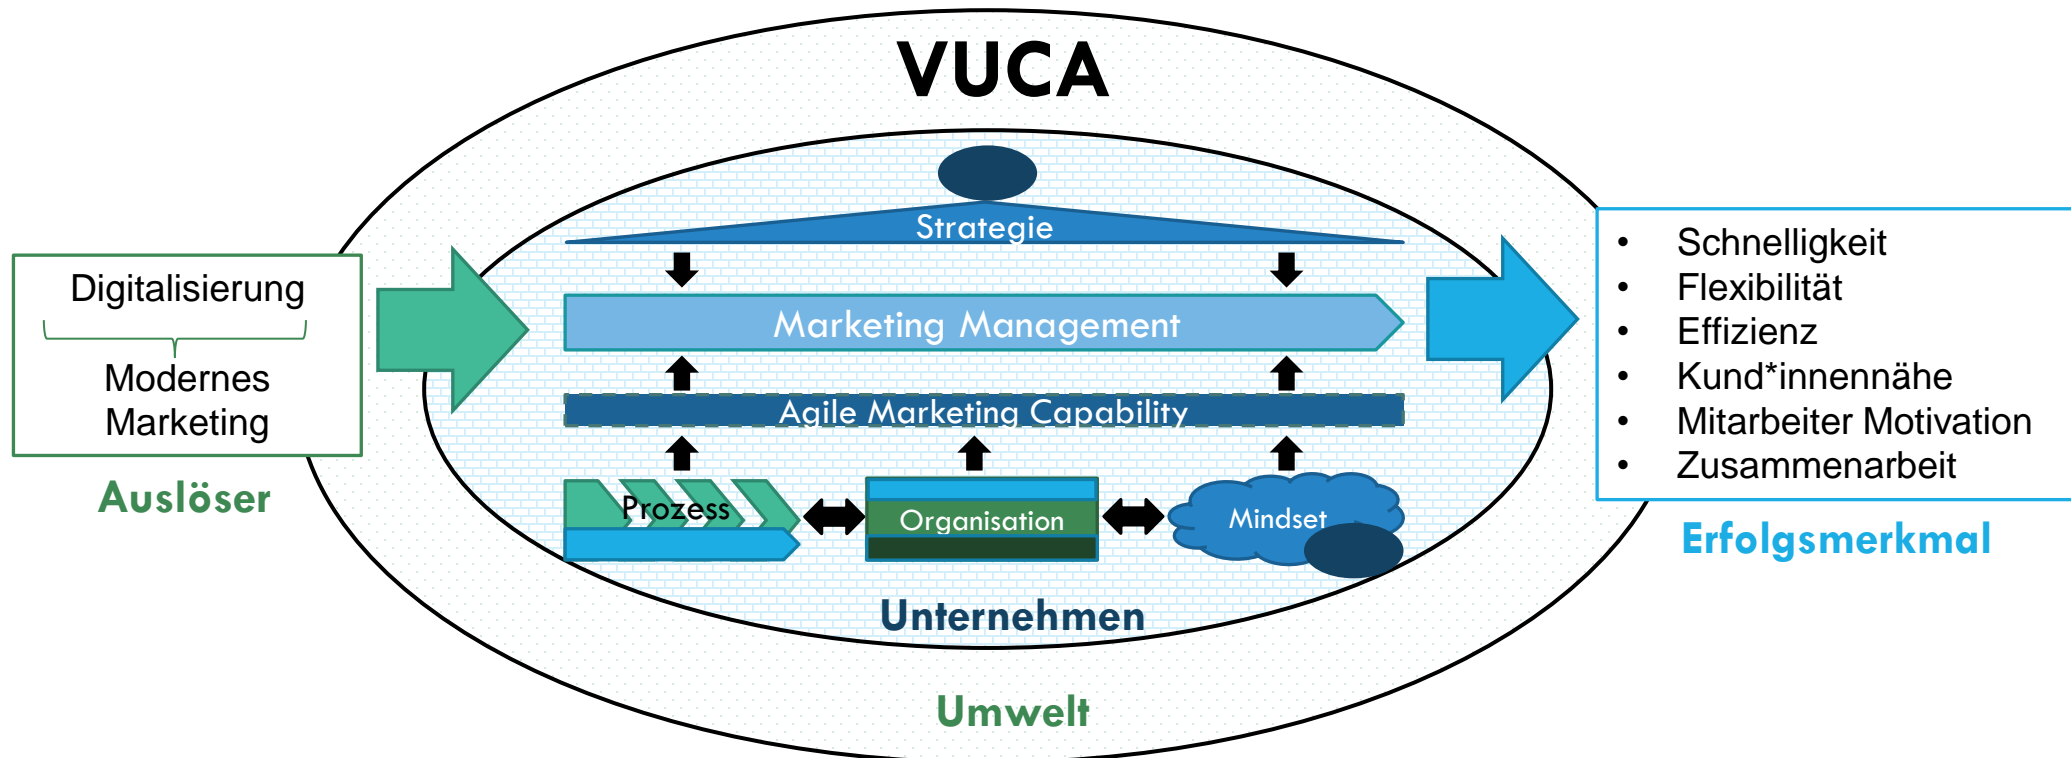 VUCA
Digitalisierung
Modernes
Marketing
Auslöser
Strategie
Marketing Management
Agile Marketing Capability
Prozess
Organisation
Mindset
Unternehmen
Umwelt
• Schnelligkeit
• Flexibilität
• Effizienz
• Kund*innennähe
• Mitarbeiter Motivation
• Zusammenarbeit
Erfolgsmerkmal